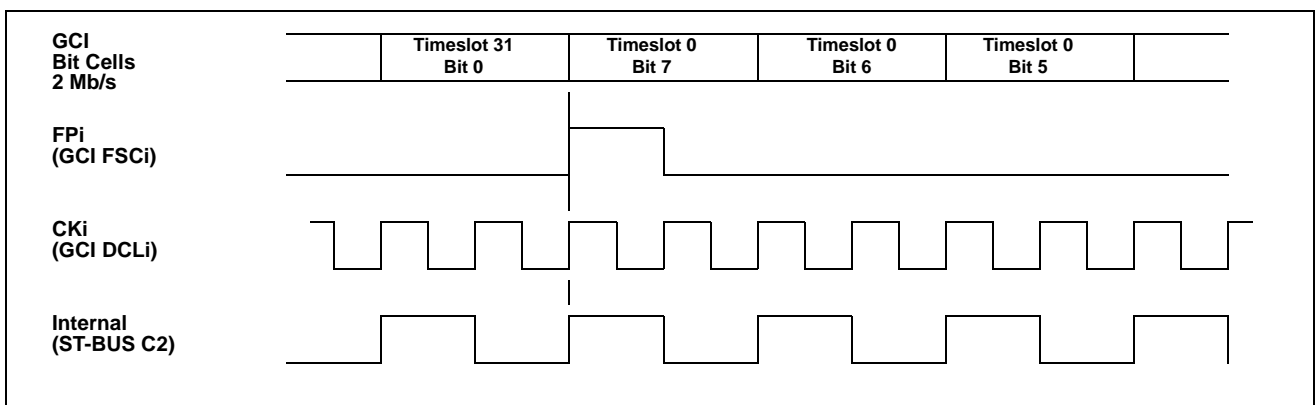 GCI
Bit Cells
2 Mb/s
Timeslot 31
Bit 0
Timeslot 0
Bit 7
Timeslot 0
Bit 6
Timeslot 0
Bit 5
FPi
(GCI FSCi)
CKi
(GCI DCLi)
Internal
(ST-BUS C2)